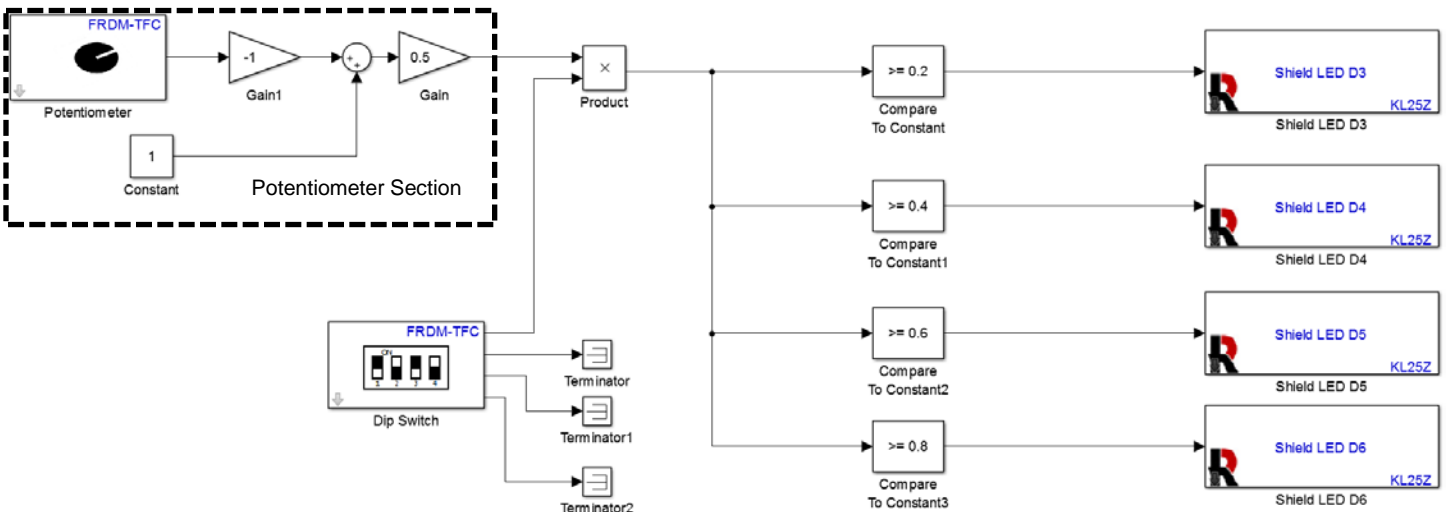 FRDM-TFC
Potentiometer
-1
Gain1
++
0.5
Gain
1
Constant
Potentiometer Section
×
Product
FRDM-TFC
ON
1 2 3 4
Dip Switch
Terminator
Terminator1
Terminator2
>= 0.2
Compare
To Constant
>= 0.4
Compare
To Constant1
>= 0.6
Compare
To Constant2
>= 0.8
Compare
To Constant3
Shield LED D3
KL25Z
Shield LED D3
Shield LED D4
KL25Z
Shield LED D4
Shield LED D5
KL25Z
Shield LED D5
Shield LED D6
KL25Z
Shield LED D6